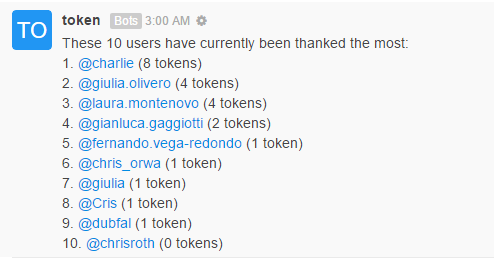 TO
token Bots 3:00 AM
These 10 users have currently been thanked the most:
1. @charlie (8 tokens)
2. @giulia.olivero (4 tokens)
3. @laura.montenovo (4 tokens)
4. @gianluca.gaggiotti (2 tokens)
5. @fernando.vega-redondo (1 token)
6. @chris_orwa (1 token)
7. @giulia (1 token)
8. @Cris (1 token)
9. @dubfal (1 token)
10. @chrisroth (0 tokens)